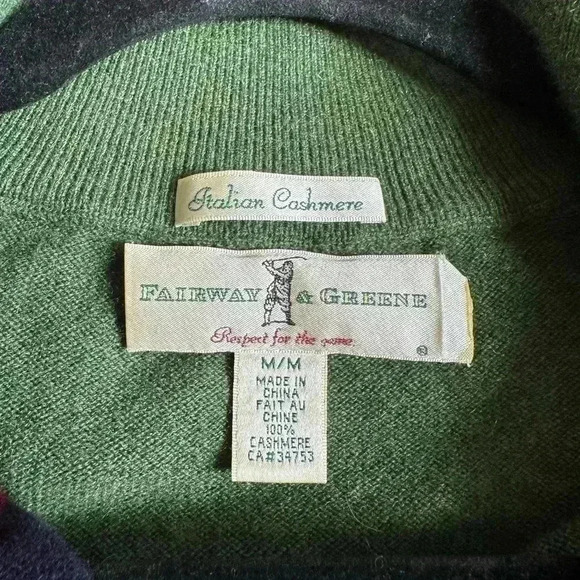 Italian Cashmere
FAIRWAY & GREENE
Respect for the game.
®
M/M
MADE IN
CHINA
FAIT AU
CHINE
100%
CASHMERE
CA#34753